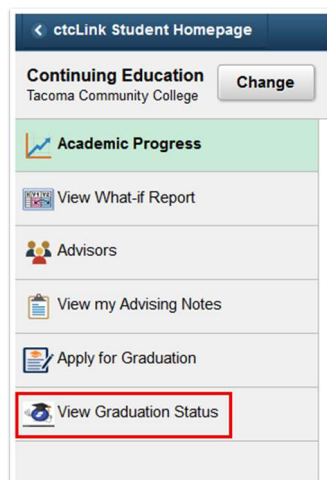 ctcLink Student Homepage
Continuing Education
Tacoma Community College
Change
Academic Progress
View What-if Report
Advisors
View my Advising Notes
Apply for Graduation
View Graduation Status